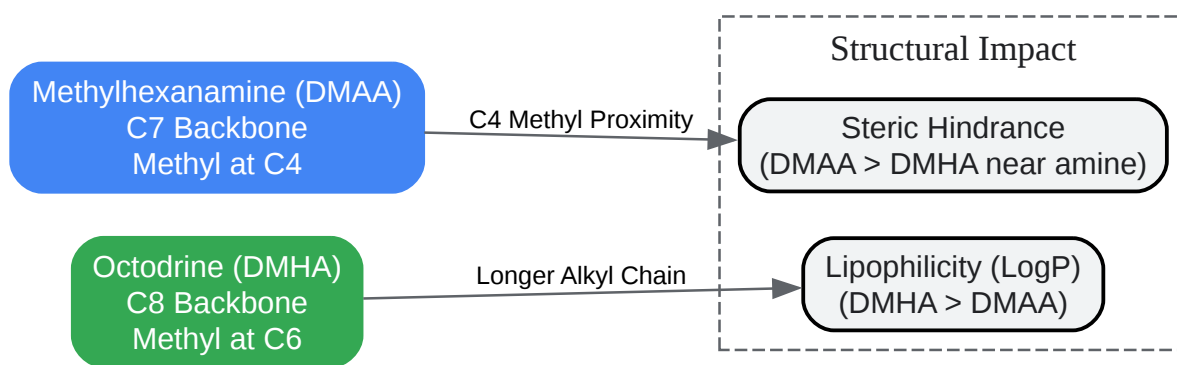 Structural Impact
Methylhexanamine (DMAA)
C7 Backbone
Methyl at C4
C4 Methyl Proximity
Steric Hindrance
(DMAA > DMHA near amine)
Octodrine (DMHA)
C8 Backbone
Methyl at C6
Longer Alkyl Chain
Lipophilicity (LogP)
(DMHA > DMAA)